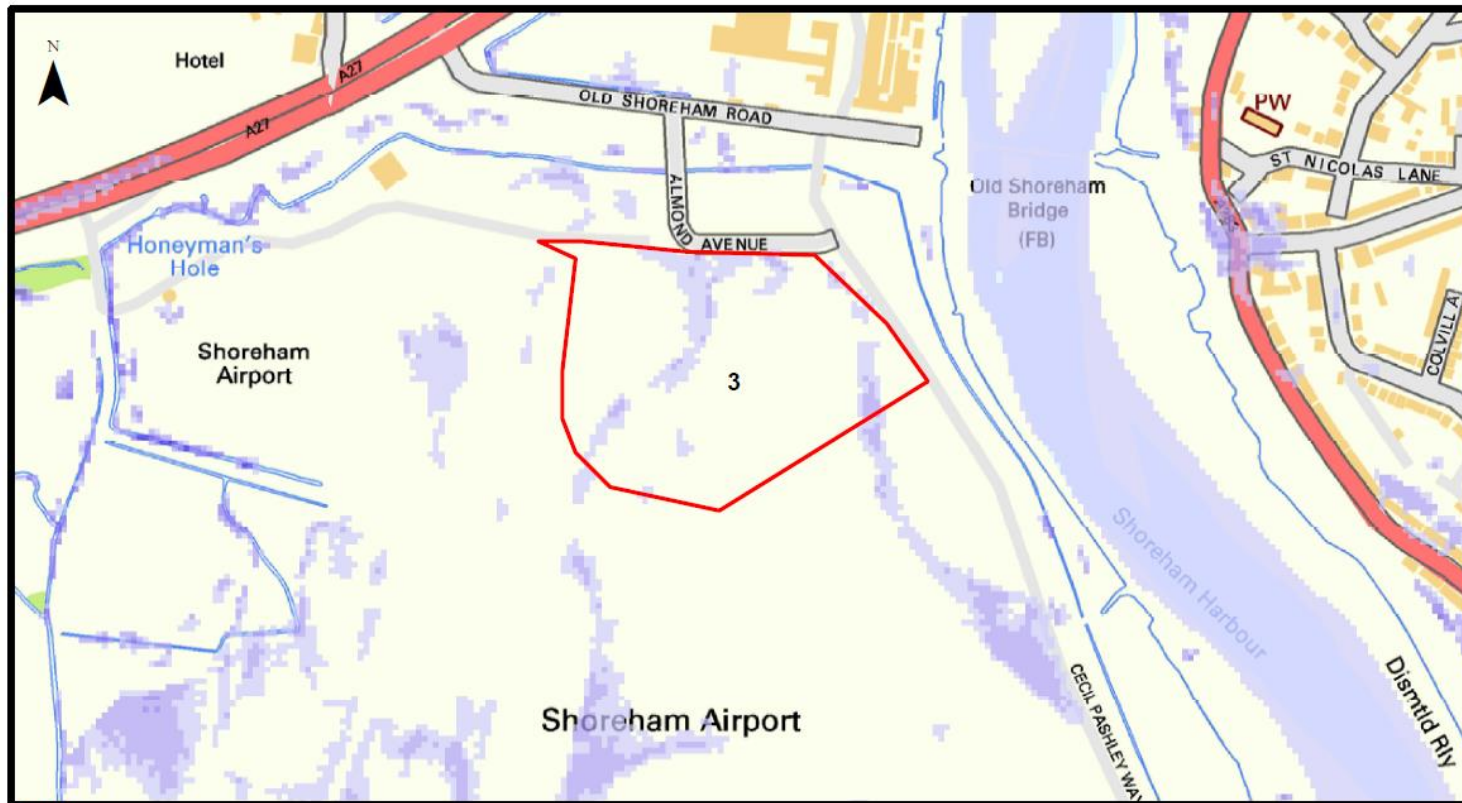 N
Hotel
A27
A27
OLD SHOREHAM ROAD
PW
ST NICOLAS LANE
ALMOND
AVENUE
Old Shoreham
Bridge
(FB)
Honeyman's
Hole
Shoreham
Airport
3
COLVILL A
Shoreham Harbour
Shoreham Airport
CECIL PASHLEY WAY
Dismtld Rly